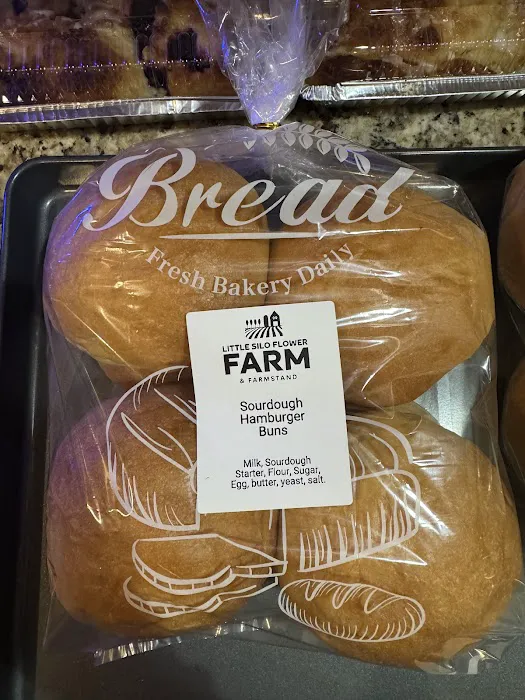 Bread
Fresh Bakery Daily
LITTLE SILO FLOWER
FARM
& FARMSTAND
Sourdough
Hamburger
Buns
Milk, Sourdough
Starter, Flour, Sugar,
Egg, butter, yeast, salt.